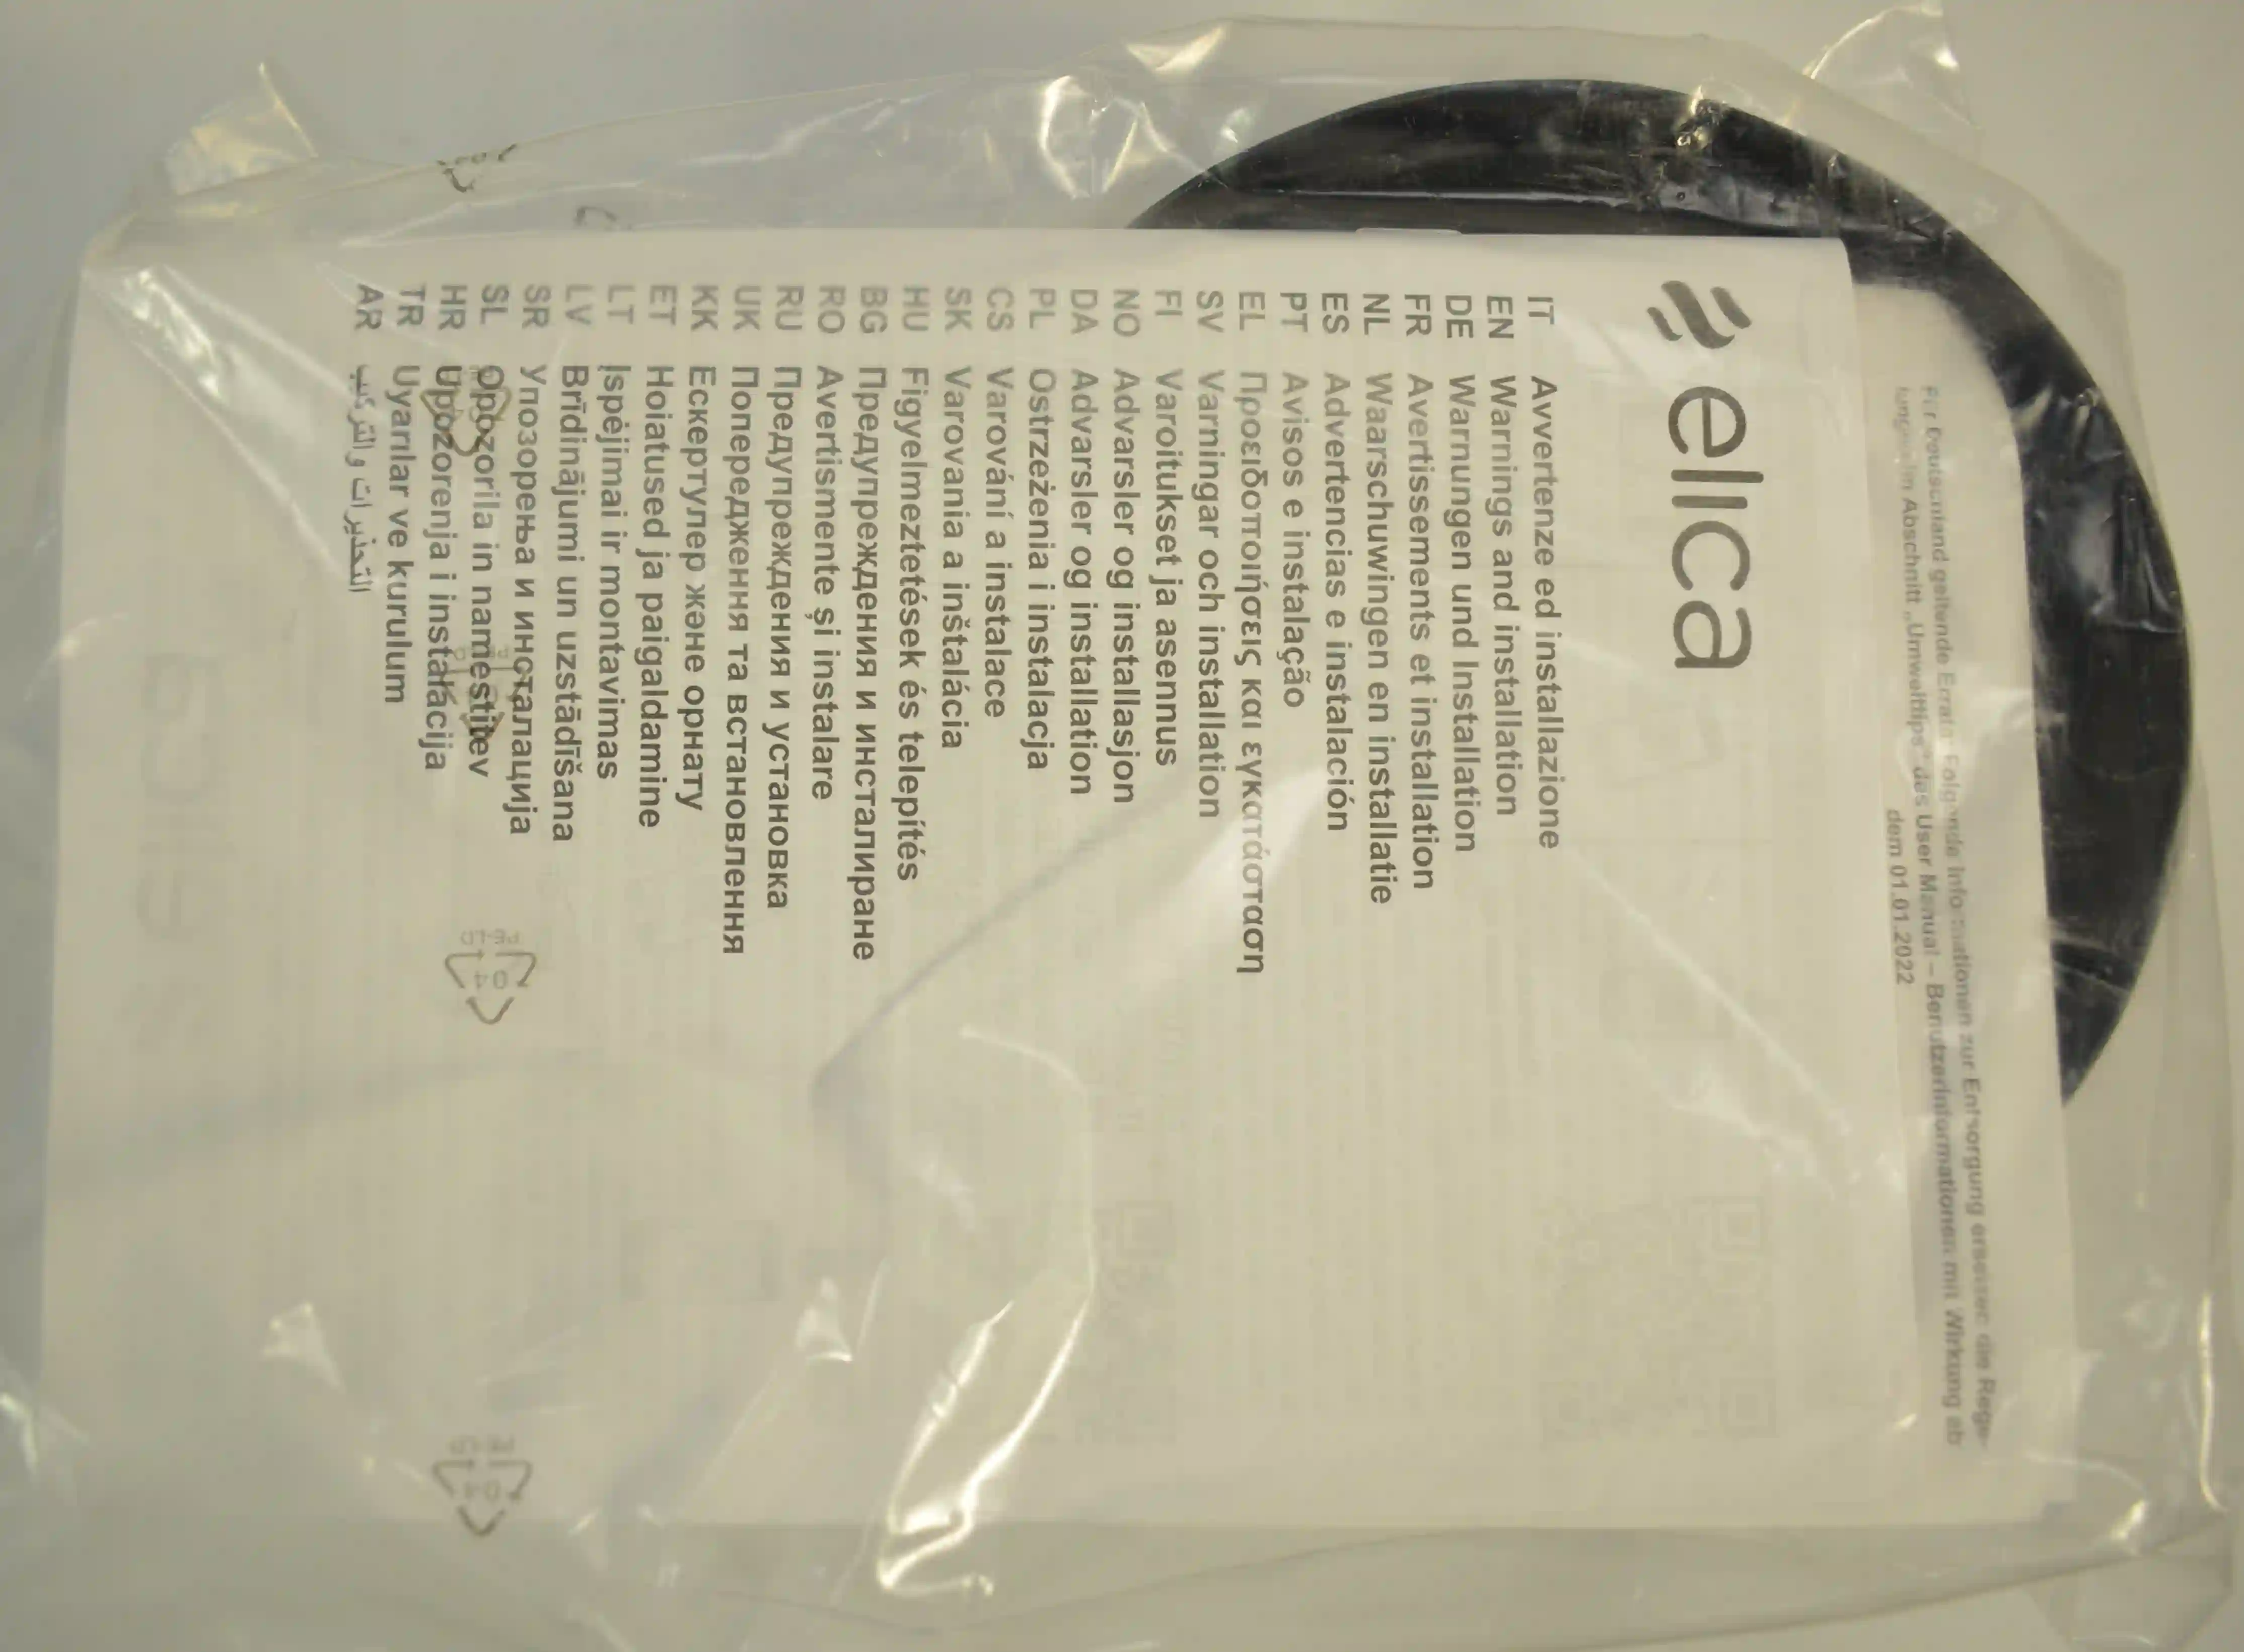 Für Deutschland geltende Errata: Folgende Informationen zur Entsorgung ersetzen die Rege-
lungen im Abschnitt „Umwelttips“ des User Manual – Benutzerinformationen mit Wirkung ab
dem 01.01.2022
elica
IT Avvertenze ed installazione
EN Warnings and installation
DE Warnungen und Installation
FR Avertissements et installation
NL Waarschuwingen en installatie
ES Advertencias e instalación
PT Avisos e instalação
EL Προειδοποιήσεις και εγκατάσταση
SV Varningar och installation
FI Varoitukset ja asennus
NO Advarsler og installasjon
DA Advarsler og installation
PL Ostrzeżenia i instalacja
CS Varování a instalace
SK Varovania a inštalácia
HU Figyelmeztetések és telepítés
BG Предупреждения и инсталиране
RO Avertismente și instalare
RU Предупреждения и установка
UK Попередження та встановлення
KK Ескертулер және орнату
ET Hoiatused ja paigaldamine
LT Įspėjimai ir montavimas
LV Brīdinājumi un uzstādīšana
SR Упозорења и инсталација
SL Opozorila in namestitev
HR Upozorenja i instalacija
TR Uyarılar ve kurulum
AR التحذيرات والتركيب
PE-LD
04
PE-LD
04